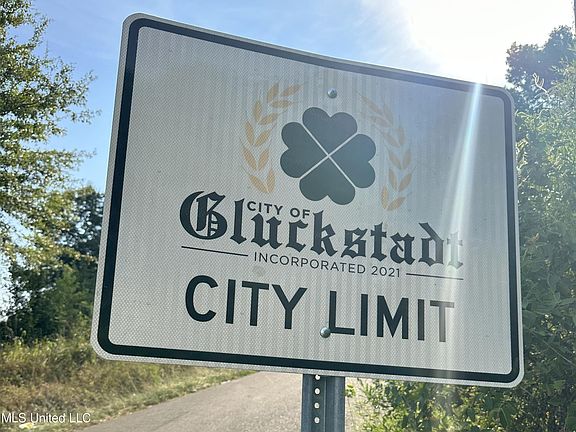 CITY OF
Gluckstadt
INCORPORATED 2021
CITY LIMIT
MLS United LLC